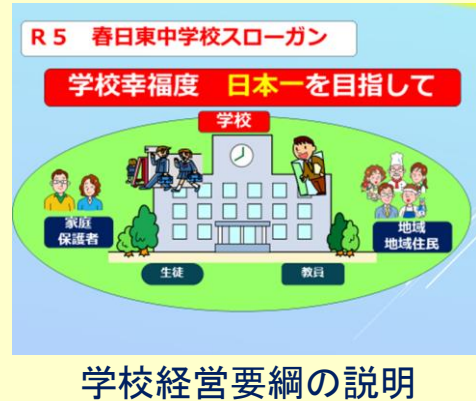 R5 春日東中学校スローガン
学校幸福度 日本一を目指して
学校
家庭
保護者
地域
地域住民
生徒
教員
学校経営要綱の説明